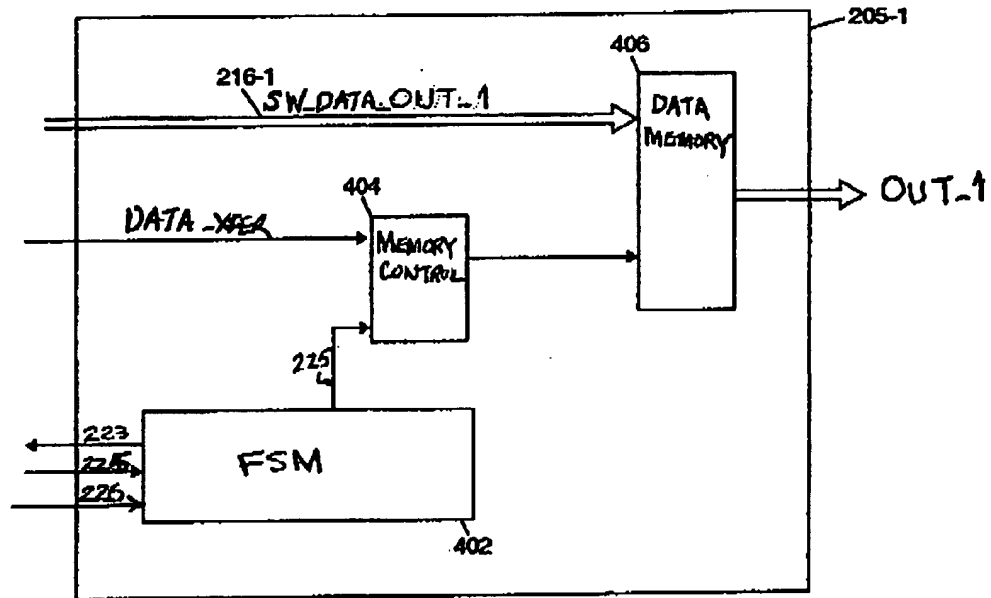 205-1
406
216-1
SW_DATA_OUT_1
DATA
MEMORY
OUT_1
404
DATA_XFER
MEMORY
CONTROL
225
223
FSM
226
402